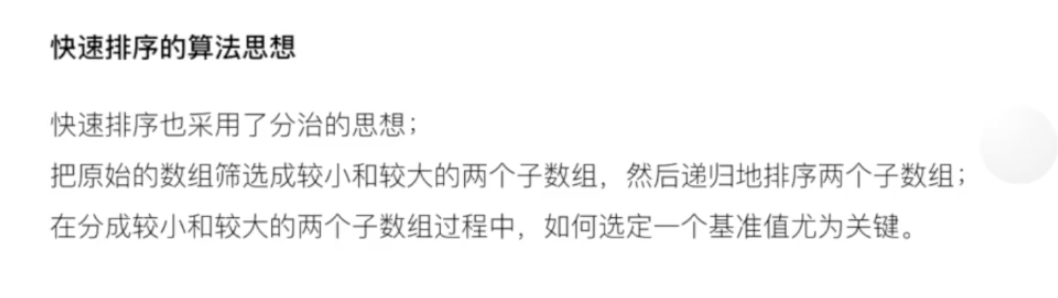 快速排序的算法思想
快速排序也采用了分治的思想；
把原始的数组筛选成较小和较大的两个子数组，然后递归地排序两个子数组；
在分成较小和较大的两个子数组过程中，如何选定一个基准值尤为关键。